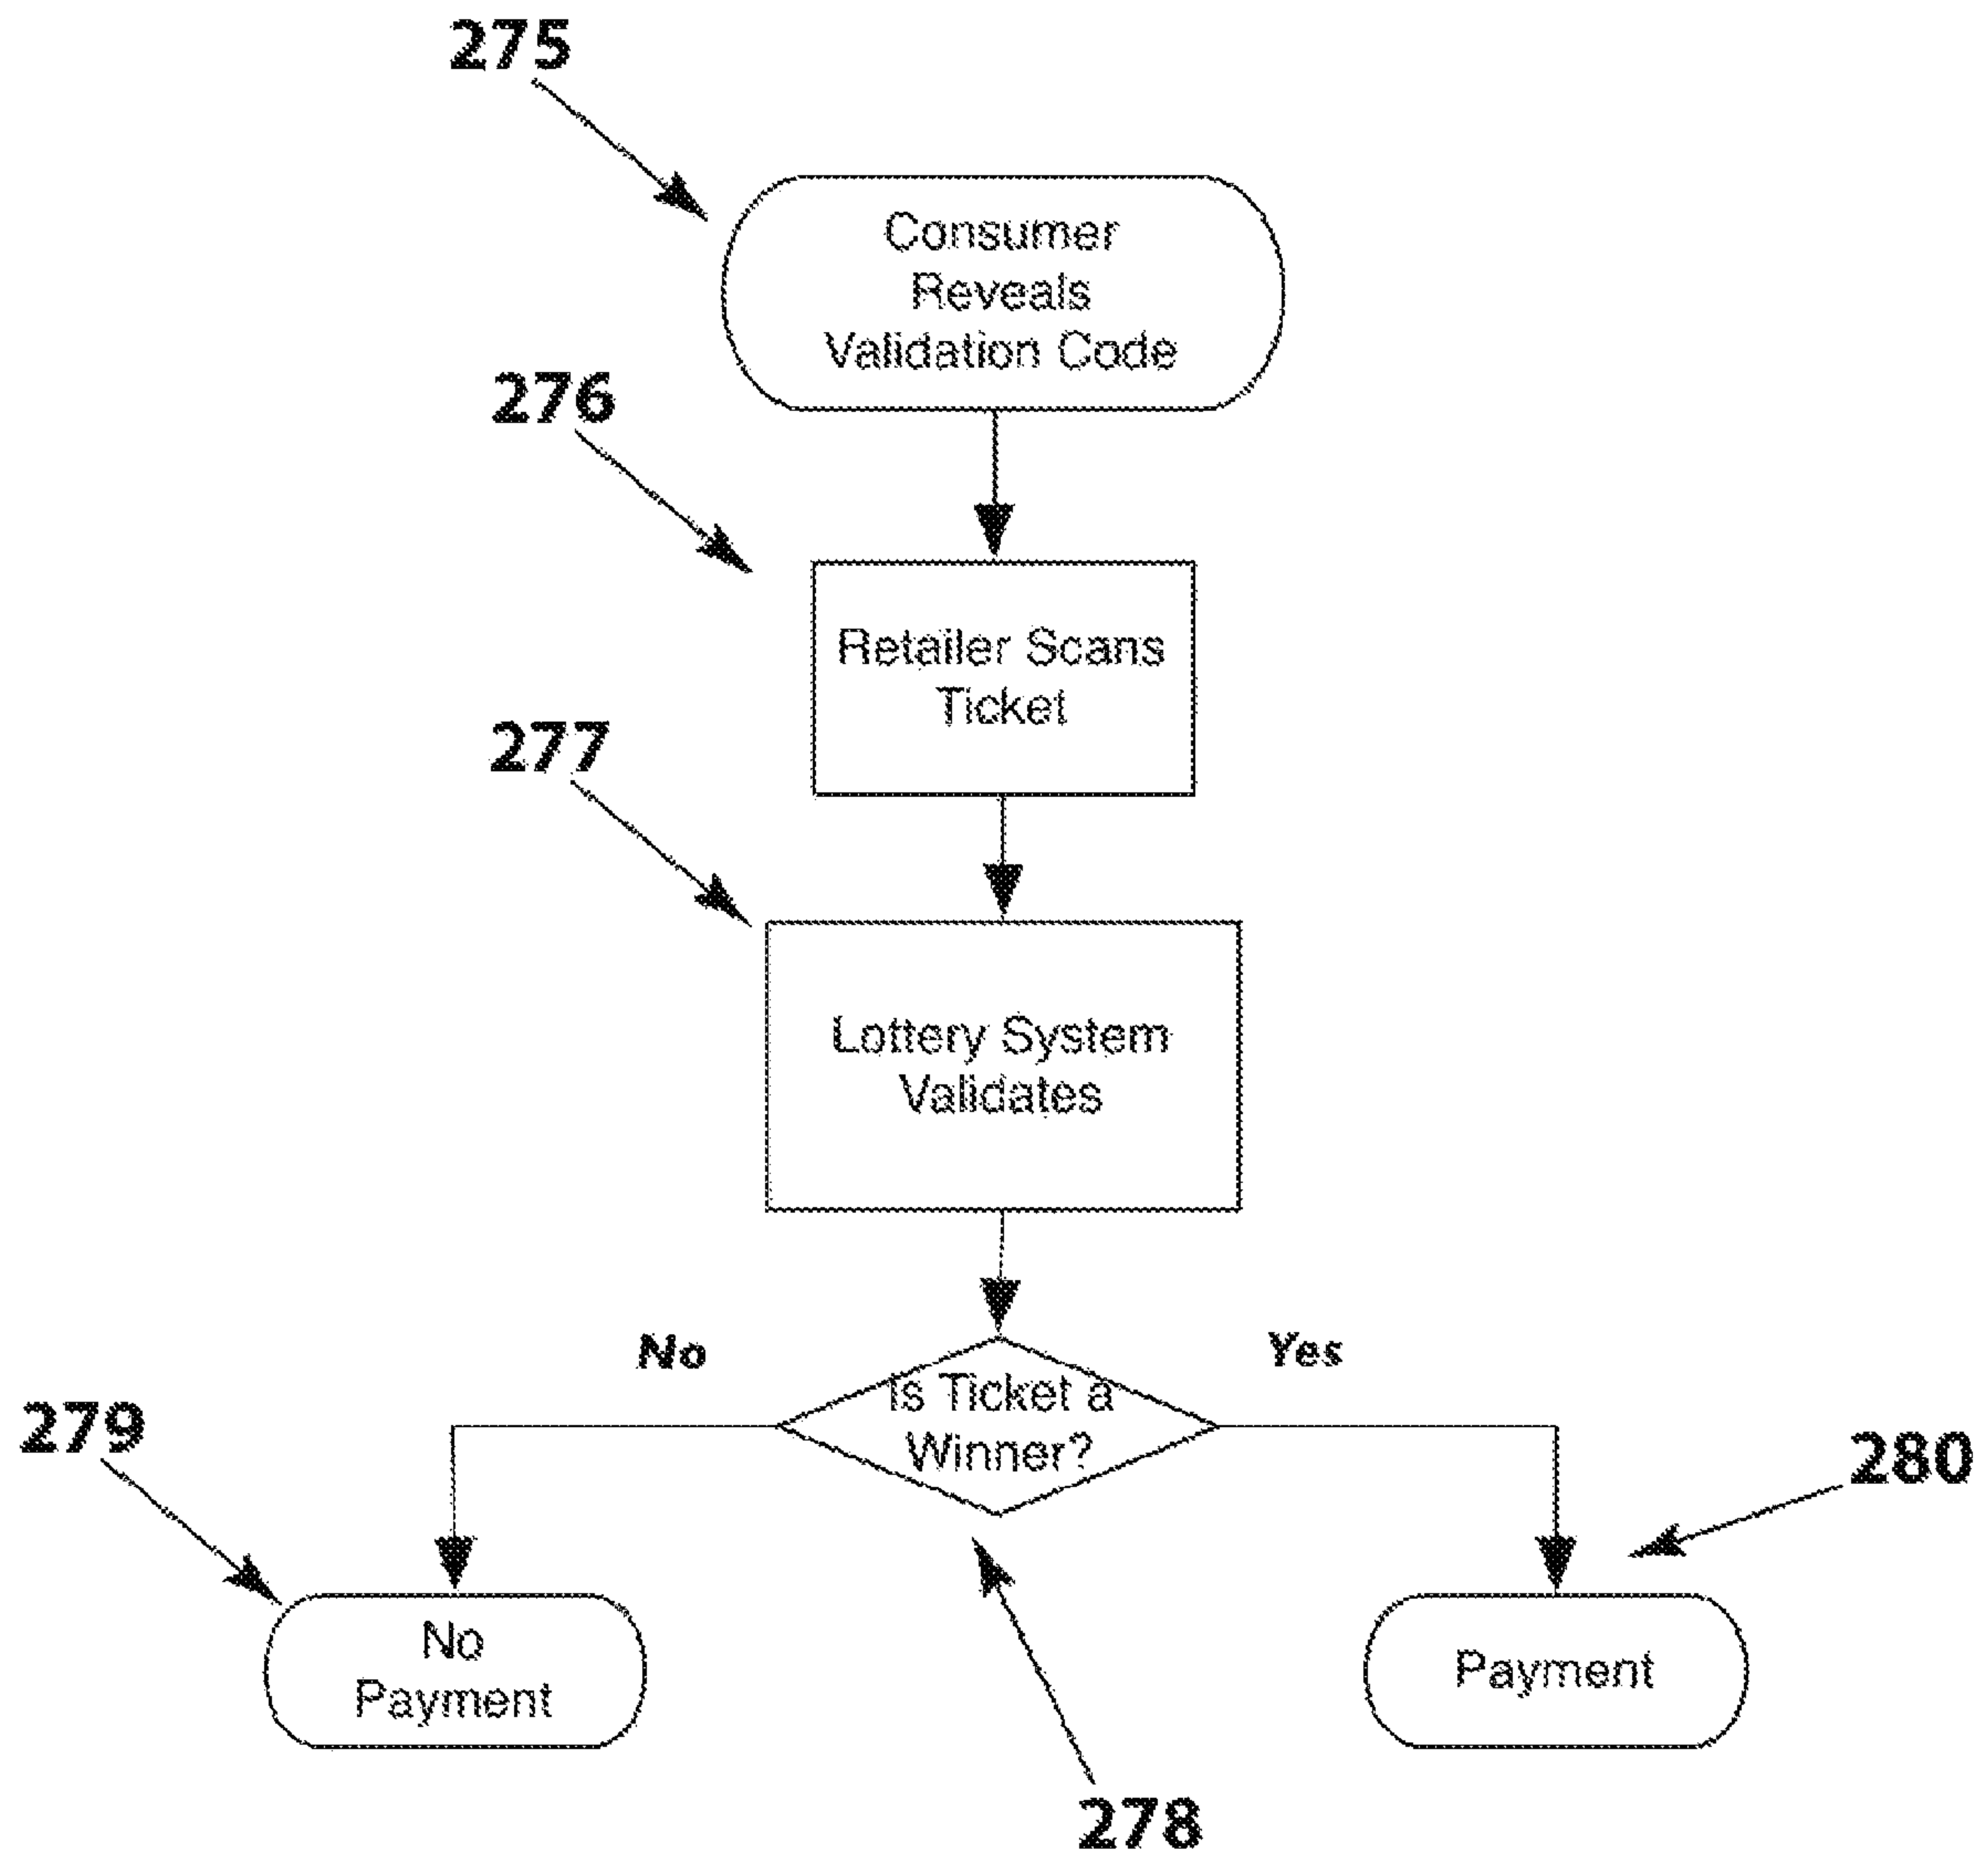 275
Consumer
Reveals
Validation Code
276
Retailer Scans
Ticket
277
Lottery System
Validates
No
Yes
Is Ticket a
Winner?
279
280
No
Payment
Payment
278